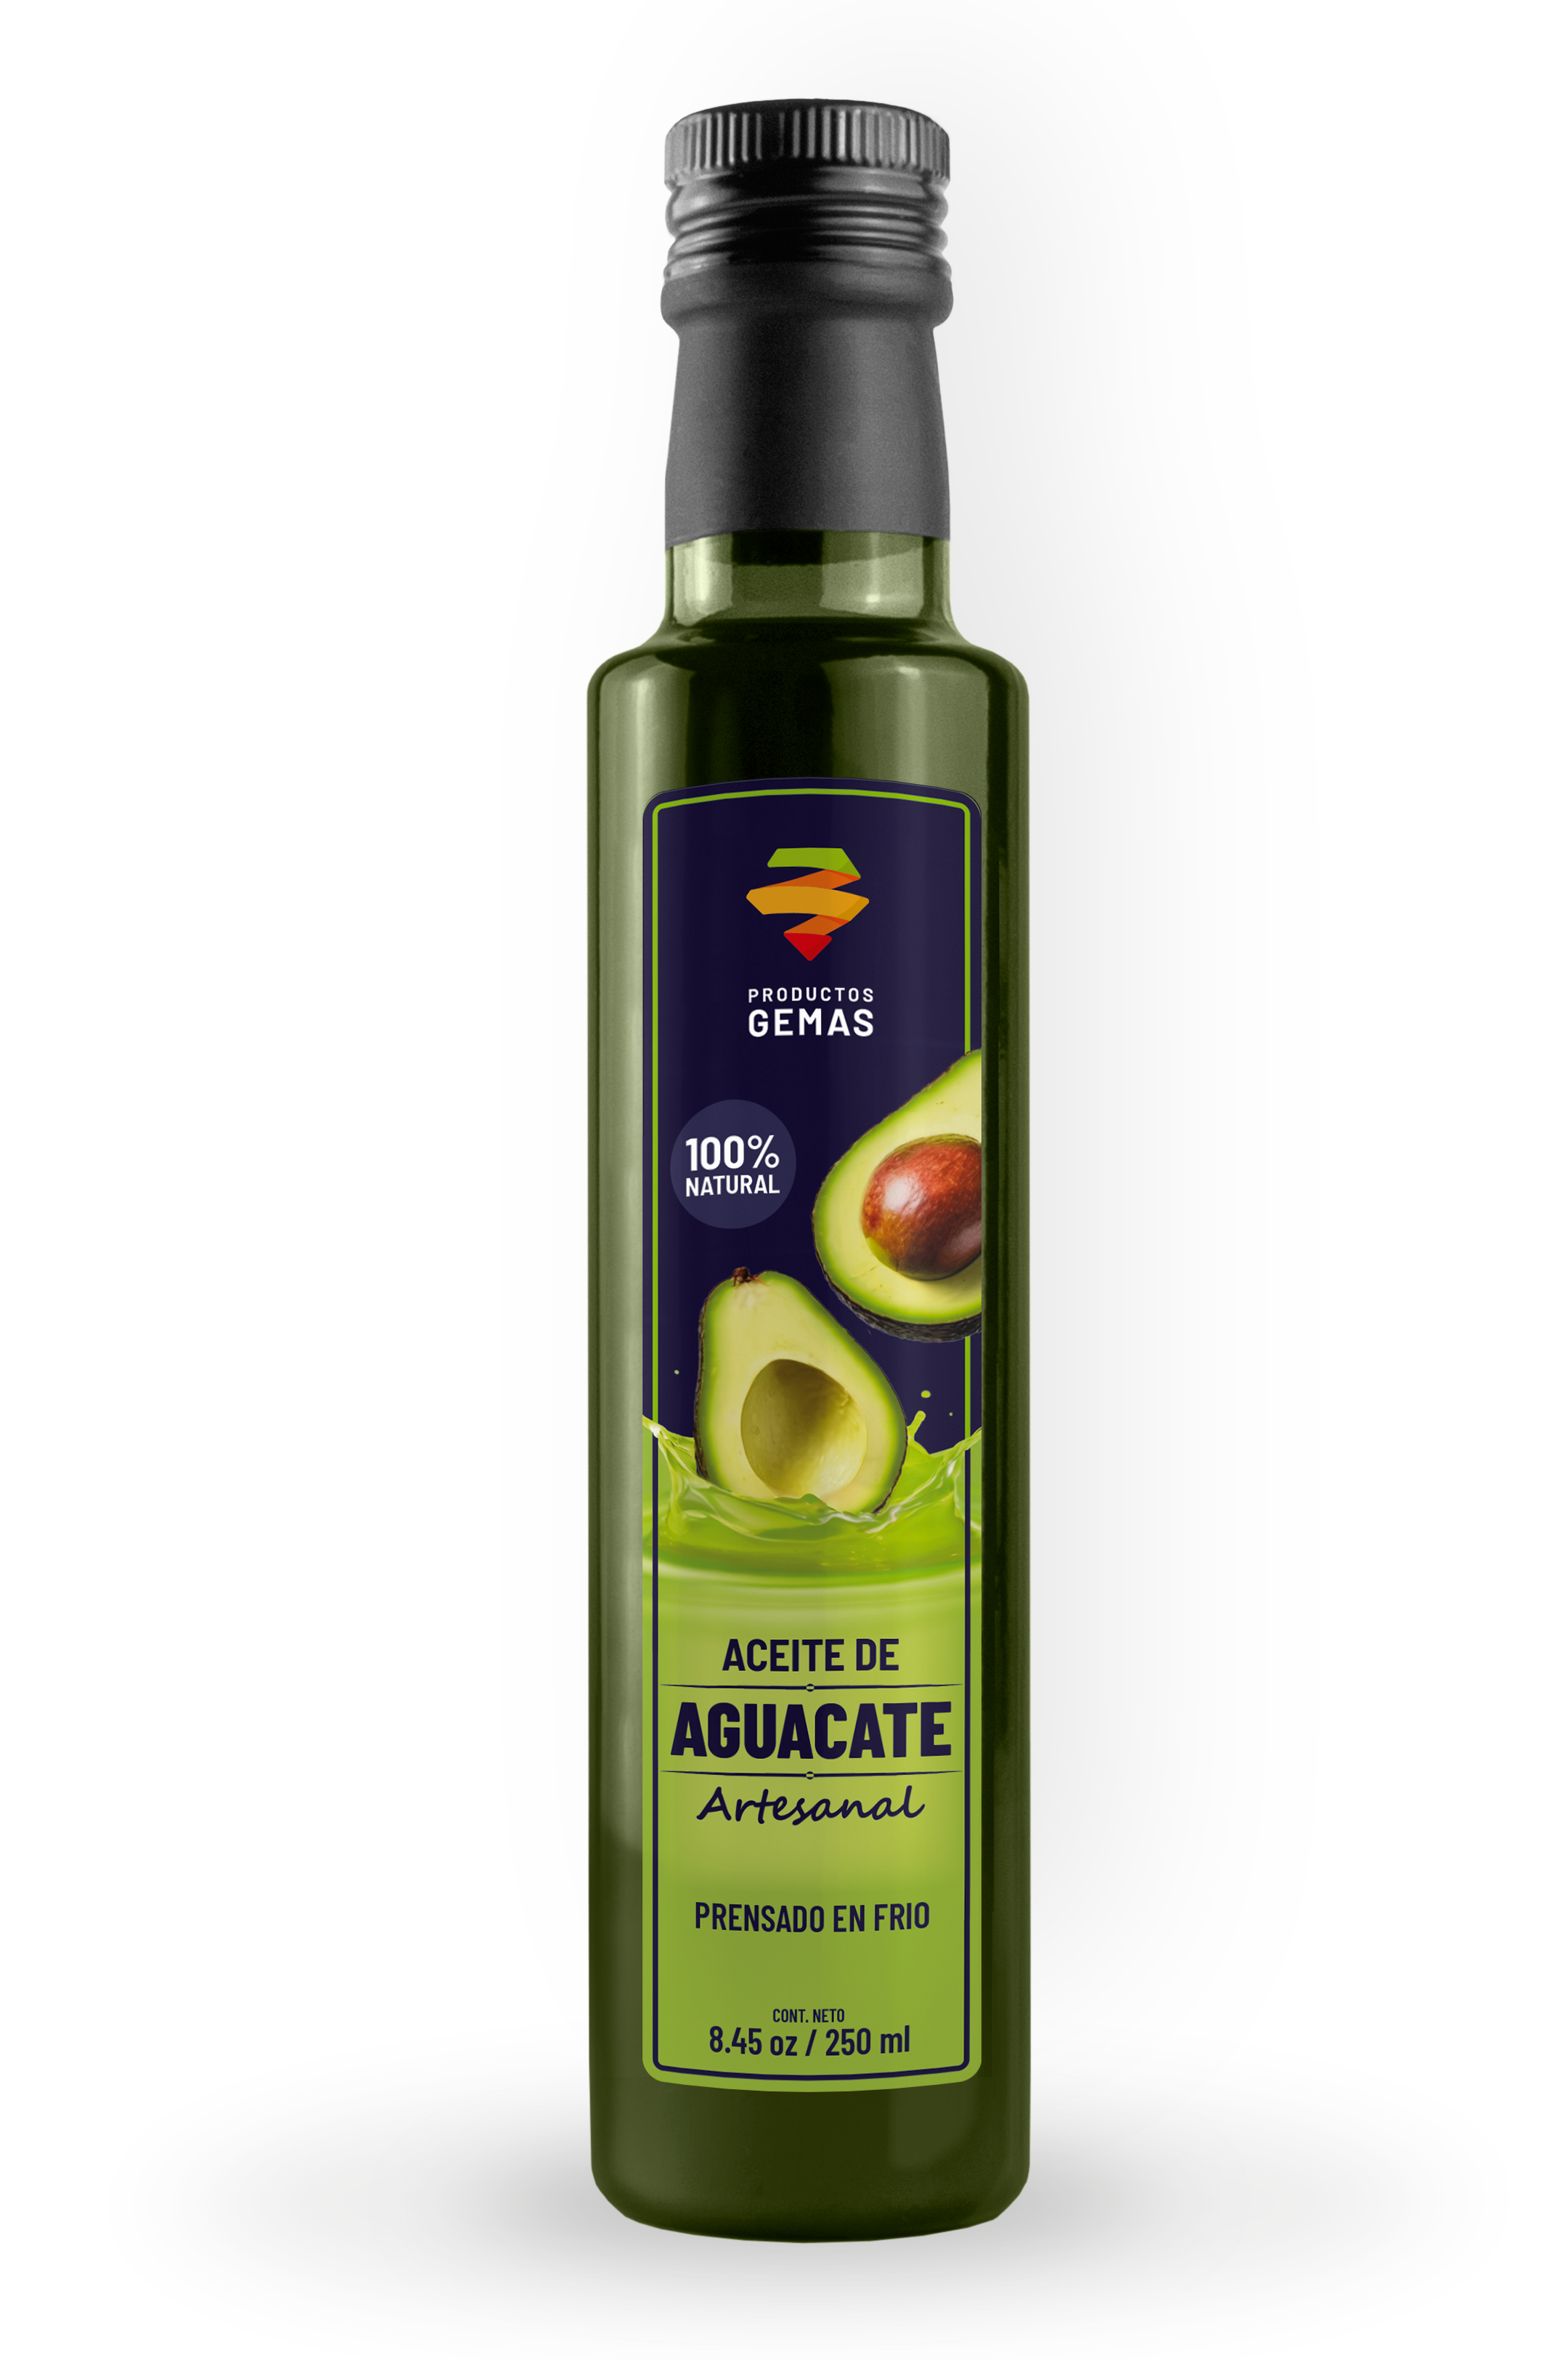 PRODUCTOS
GEMAS
100%
NATURAL
ACEITE DE
AGUACATE
Artesanal
PRENSADO EN FRIO
CONT. NETO
8.45 oz / 250 ml